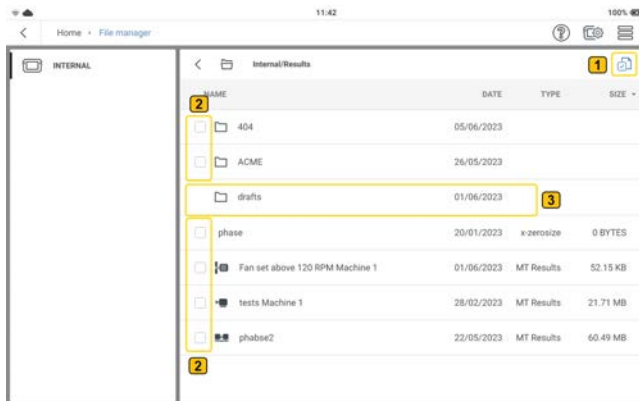 11:42 100%
Home File manager
INTERNAL
Internal/Results
1
NAME DATE TYPE SIZE
2
404 05/06/2023
ACME 26/05/2023
drafts 01/06/2023
3
phase 20/01/2023 x-zerosize 0 BYTES
Fan set above 120 RPM Machine 1 01/06/2023 MT Results 52.15 KB
tests Machine 1 28/02/2023 MT Results 21.71 MB
phabse2 22/05/2023 MT Results 60.49 MB
2